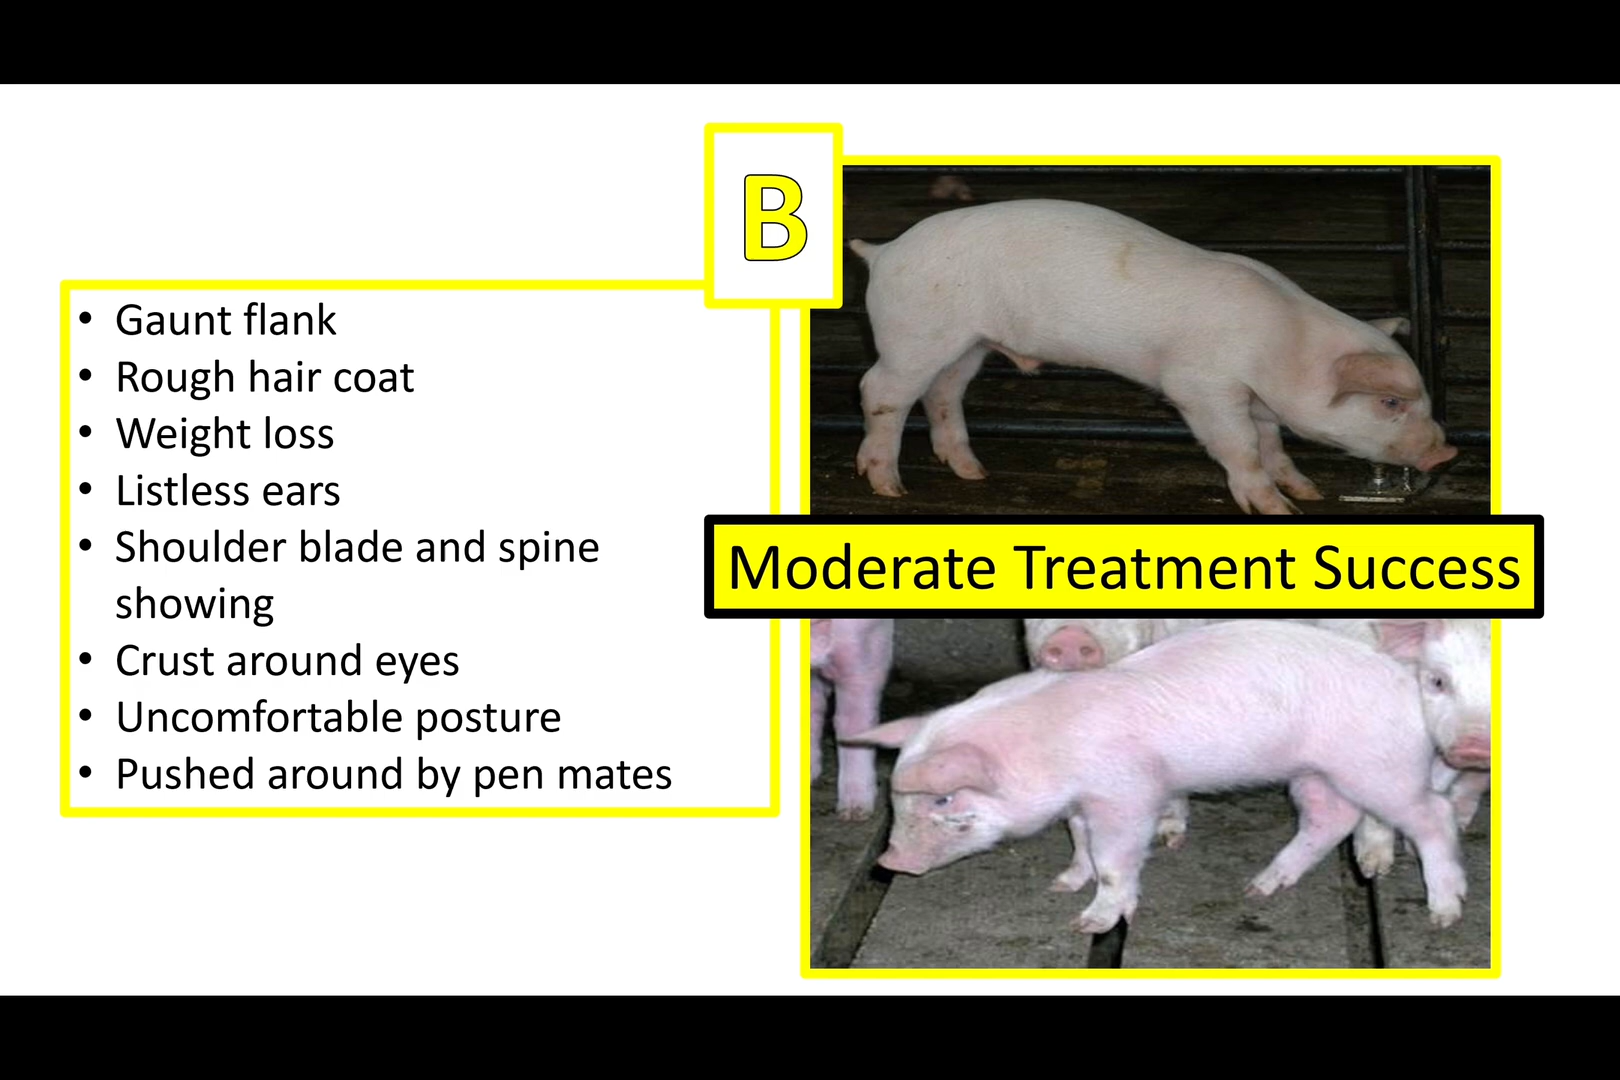 B
• Gaunt flank
• Rough hair coat
• Weight loss
• Listless ears
• Shoulder blade and spine
showing
• Crust around eyes
• Uncomfortable posture
• Pushed around by pen mates
Moderate Treatment Success